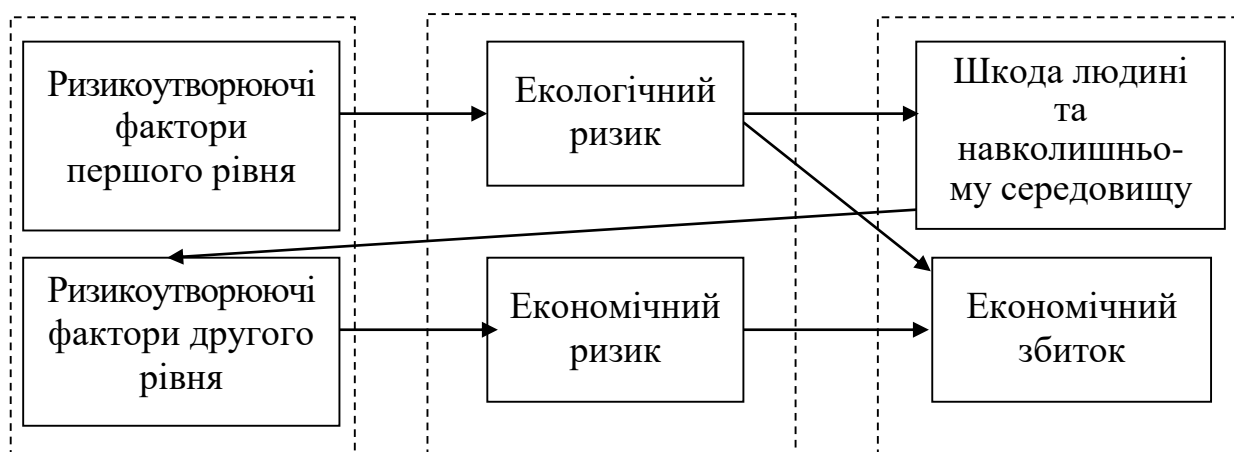 Ризикоутворюючі
фактори
першого рівня
Екологічний
ризик
Шкода людині
та
навколишньо-
му середовищу
Ризикоутворюючі
фактори другого
рівня
Економічний
ризик
Економічний
збиток